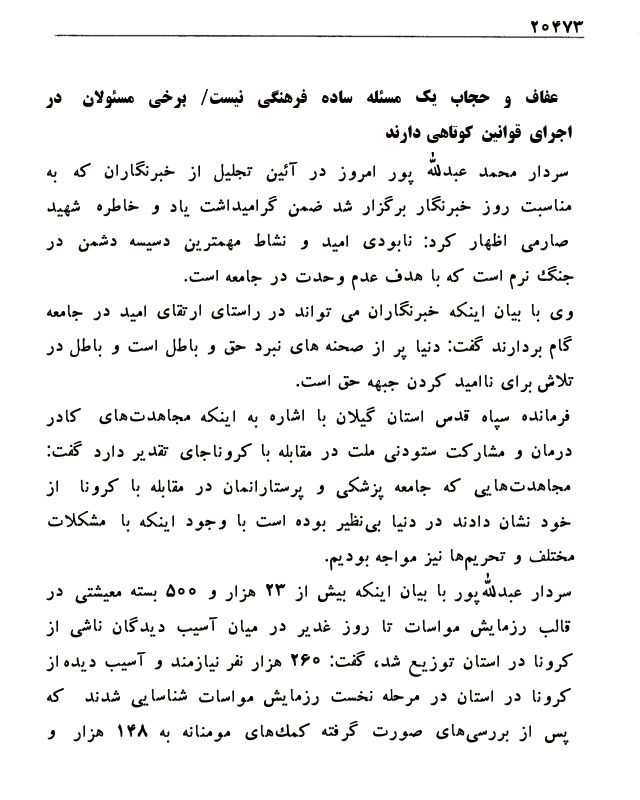 ۲۰۴۷۳
عفاف و حجاب یک مسئله ساده فرهنگی نیست/ برخی مسئولان در
اجرای قوانین کوتاهی دارند
سردار محمد عبدالله پور امروز در آئین تجلیل از خبرنگاران که به
مناسبت روز خبرنگار برگزار شد ضمن گرامیداشت یاد و خاطره شهید
صارمی اظهار کرد: نابودی امید و نشاط مهمترین دسیسه دشمن در
جنگ نرم است که با هدف عدم وحدت در جامعه است.
وی با بیان اینکه خبرنگاران می تواند در راستای ارتقای امید در جامعه
گام بردارند گفت: دنیا پر از صحنه های نبرد حق و باطل است و باطل در
تلاش برای ناامید کردن جبهه حق است.
فرمانده سپاه قدس استان گیلان با اشاره به اینکه مجاهدت‌های کادر
درمان و مشارکت ستودنی ملت در مقابله با کروناجای تقدیر دارد گفت:
مجاهدت‌هایی که جامعه پزشکی و پرستارانمان در مقابله با کرونا از
خود نشان دادند در دنیا بی‌نظیر بوده است با وجود اینکه با مشکلات
مختلف و تحریم‌ها نیز مواجه بودیم.
سردار عبدالله‌پور با بیان اینکه بیش از ۲۳ هزار و ۵۰۰ بسته معیشتی در
قالب رزمایش مواسات تا روز غدیر در میان آسیب دیدگان ناشی از
کرونا در استان توزیع شد، گفت: ۲۶۰ هزار نفر نیازمند و آسیب دیده از
کرونا در استان در مرحله نخست رزمایش مواسات شناسایی شدند که
پس از بررسی‌های صورت گرفته کمک‌های مومنانه به ۱۴۸ هزار و